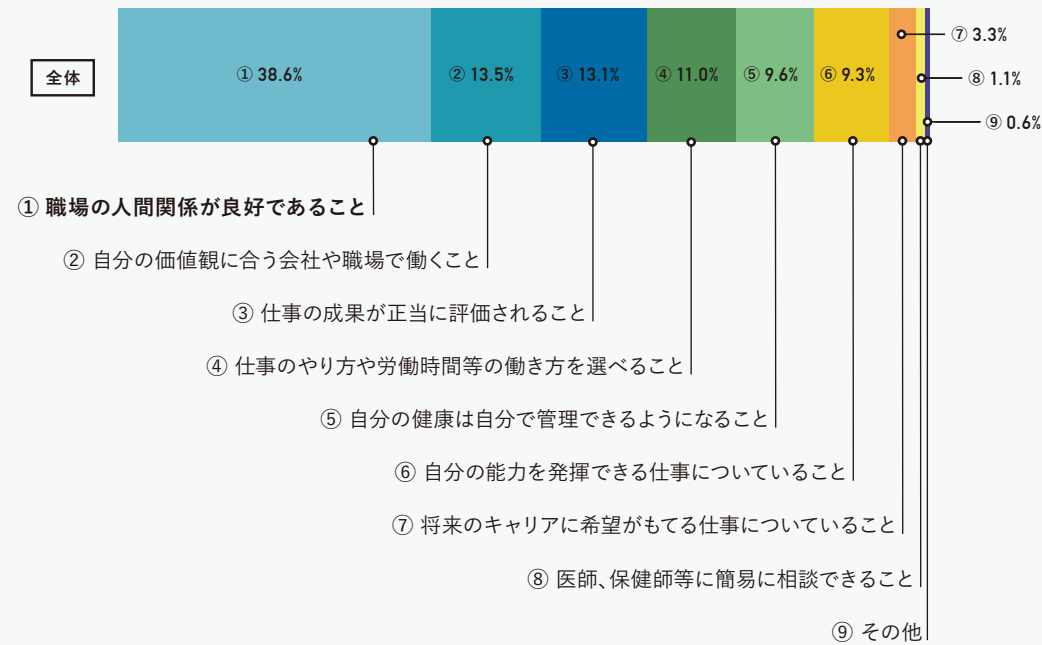 全体
① 38.6%
② 13.5%
③ 13.1%
④ 11.0%
⑤ 9.6%
⑥ 9.3%
⑦ 3.3%
⑧ 1.1%
⑨ 0.6%
① 職場の人間関係が良好であること
② 自分の価値観に合う会社や職場で働くこと
③ 仕事の成果が正当に評価されること
④ 仕事のやり方や労働時間等の働き方を選べること
⑤ 自分の健康は自分で管理できるようになること
⑥ 自分の能力を発揮できる仕事についていること
⑦ 将来のキャリアに希望がもてる仕事についていること
⑧ 医師、保健師等に簡易に相談できること
⑨ その他